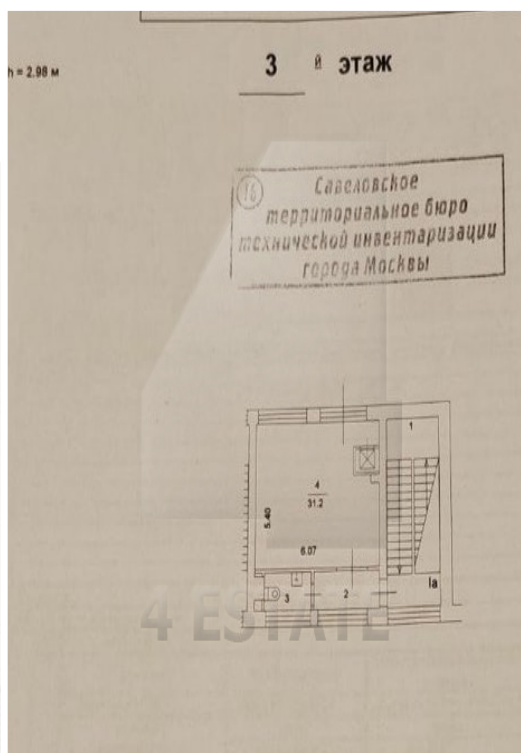 h = 2.98 м
3 й этаж
16
Савеловское
территориальное бюро
технической инвентаризации
города Москвы
1
4
31.2
5.40
6.07
Iа
3
2
4 ESTATE